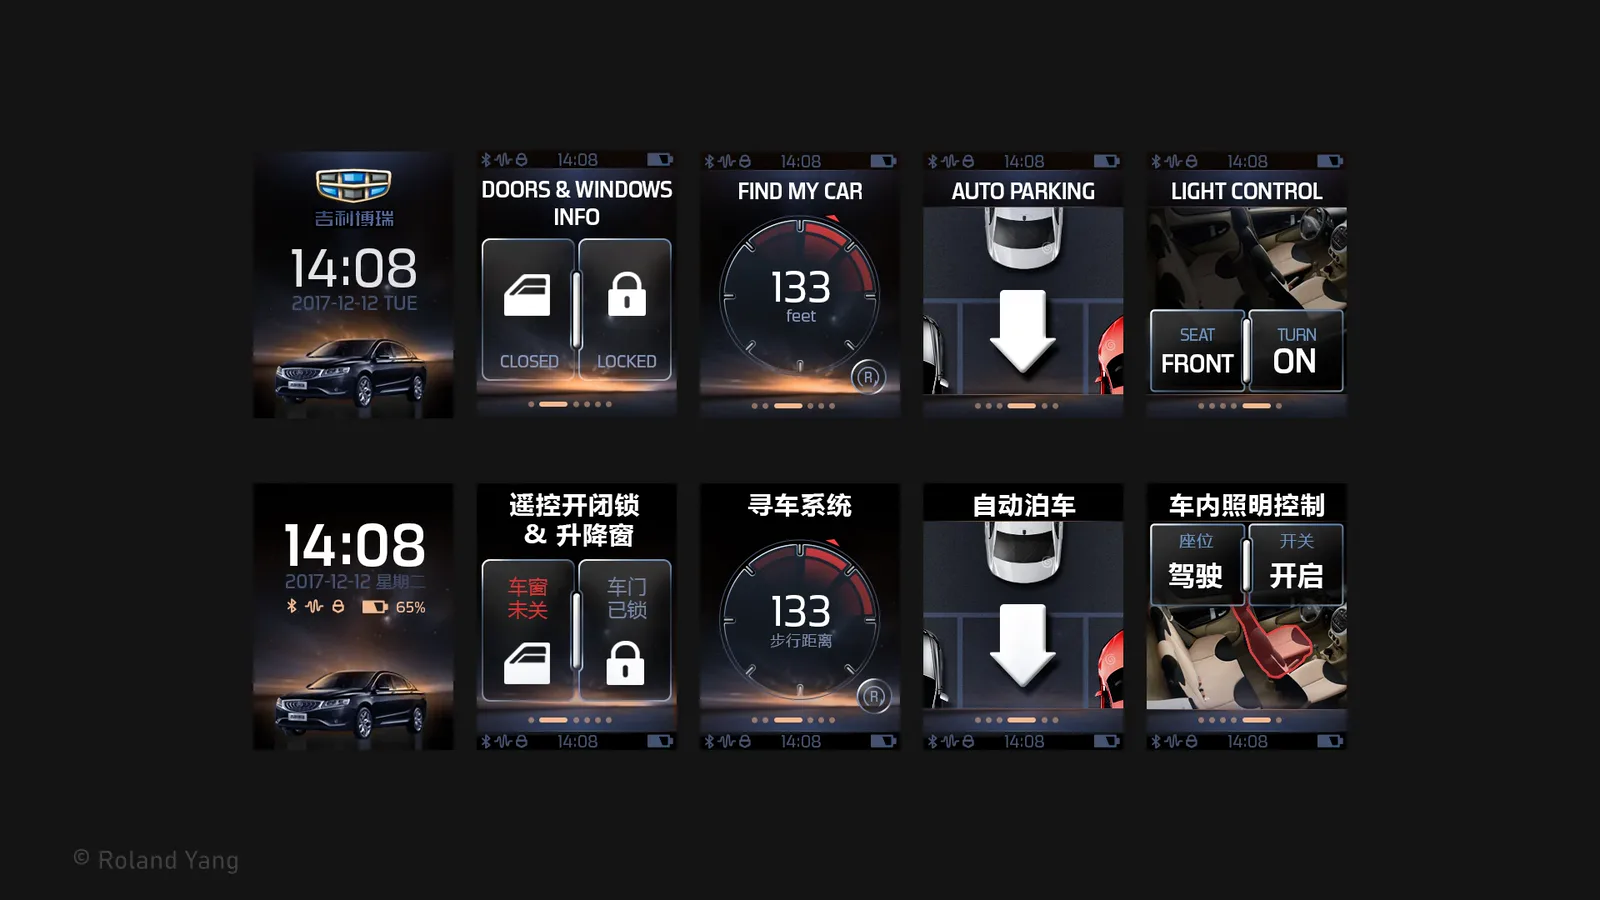 吉利博瑞
14:08
2017-12-12 TUE
14:08
DOORS & WINDOWS
INFO
CLOSED
LOCKED
14:08
FIND MY CAR
133
feet
R
14:08
AUTO PARKING
14:08
LIGHT CONTROL
SEAT
FRONT
TURN
ON
14:08
2017-12-12 星期二
65%
遥控开闭锁
& 升降窗
车窗
未关
车门
已锁
14:08
寻车系统
133
步行距离
R
14:08
自动泊车
14:08
车内照明控制
座位
驾驶
开关
开启
14:08
© Roland Yang